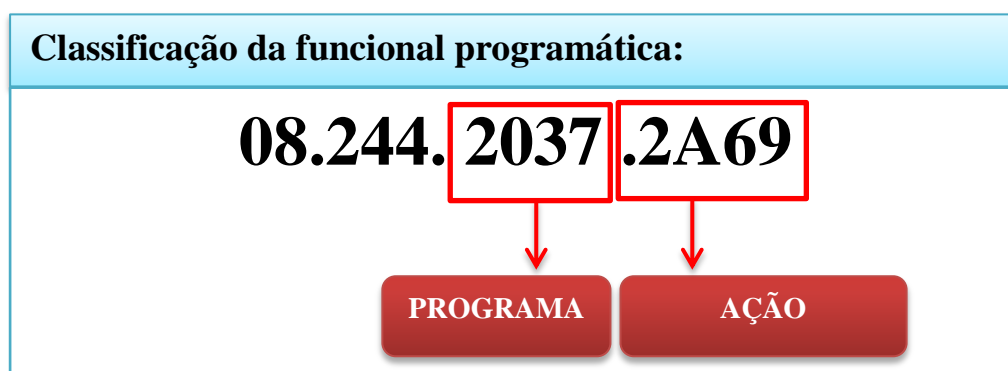 Classificação da funcional programática:
08.244. 2037 .2A69
PROGRAMA AÇÃO